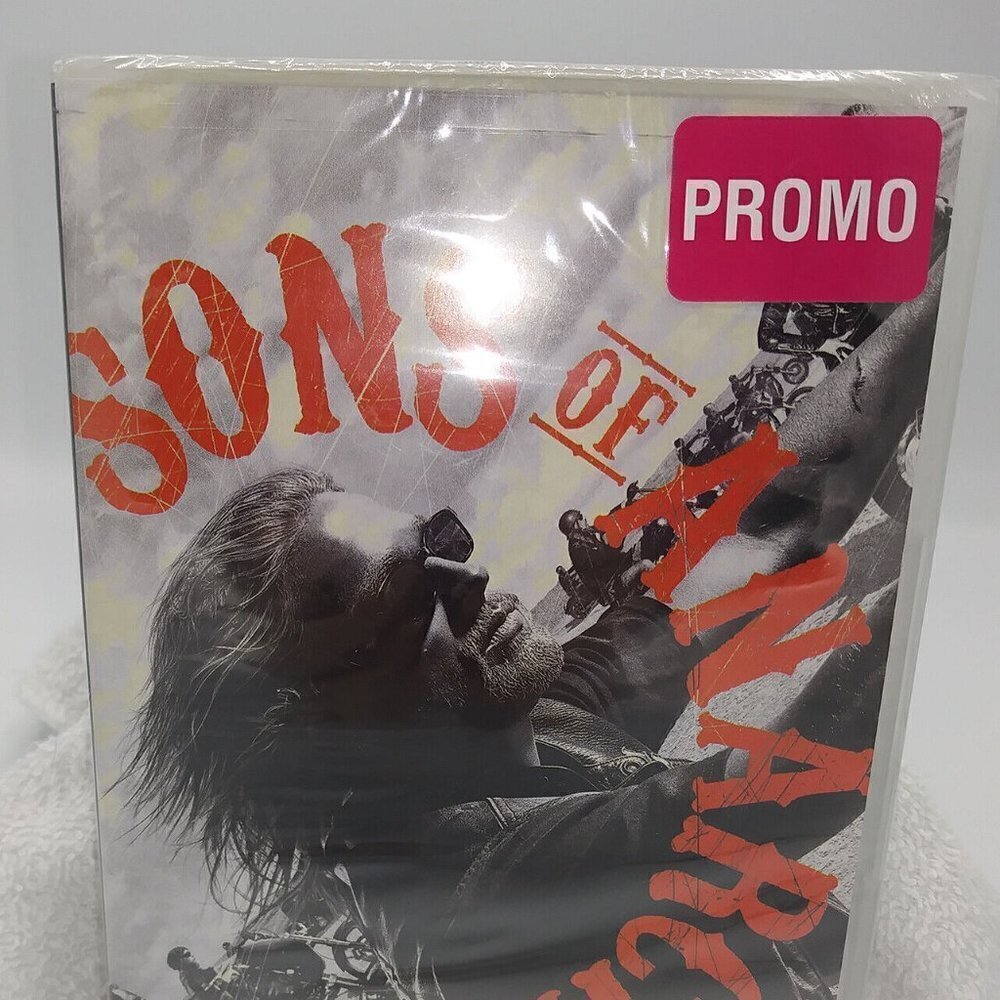 PROMO
SONS
OF
ANARC